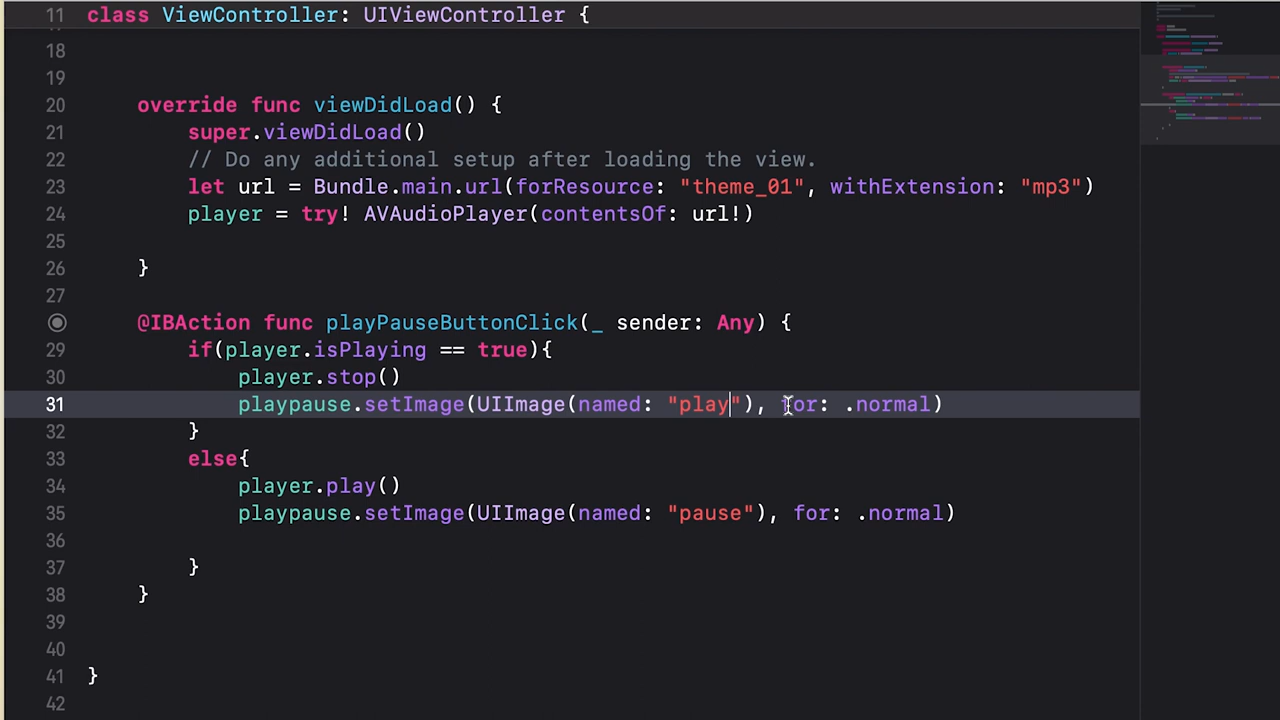 11 class ViewController: UIViewController {
18
19
20 override func viewDidLoad() {
21 super.viewDidLoad()
22 // Do any additional setup after loading the view.
23 let url = Bundle.main.url(forResource: "theme_01", withExtension: "mp3")
24 player = try! AVAudioPlayer(contentsOf: url!)
25
26 }
27
@IBAction func playPauseButtonClick(_ sender: Any) {
29 if(player.isPlaying == true){
30 player.stop()
31 playpause.setImage(UIImage(named: "play"), for: .normal)
32 }
33 else{
34 player.play()
35 playpause.setImage(UIImage(named: "pause"), for: .normal)
36
37 }
38 }
39
40
41 }
42